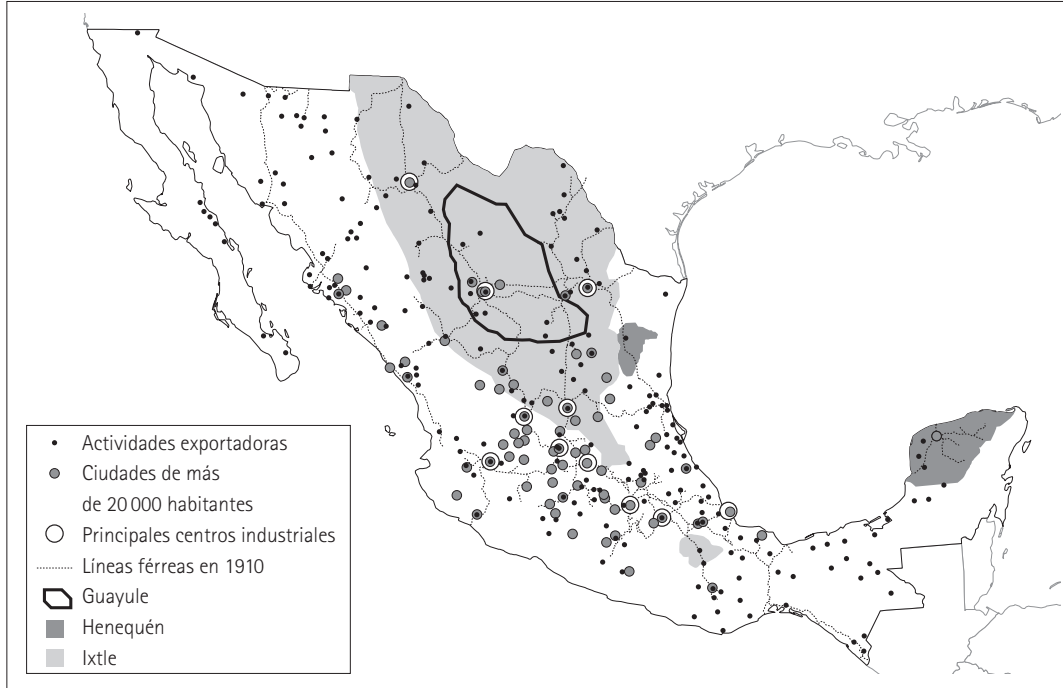 Actividades exportadoras
Ciudades de más
de 20 000 habitantes
Principales centros industriales
Líneas férreas en 1910
Guayule
Henequén
Ixtle